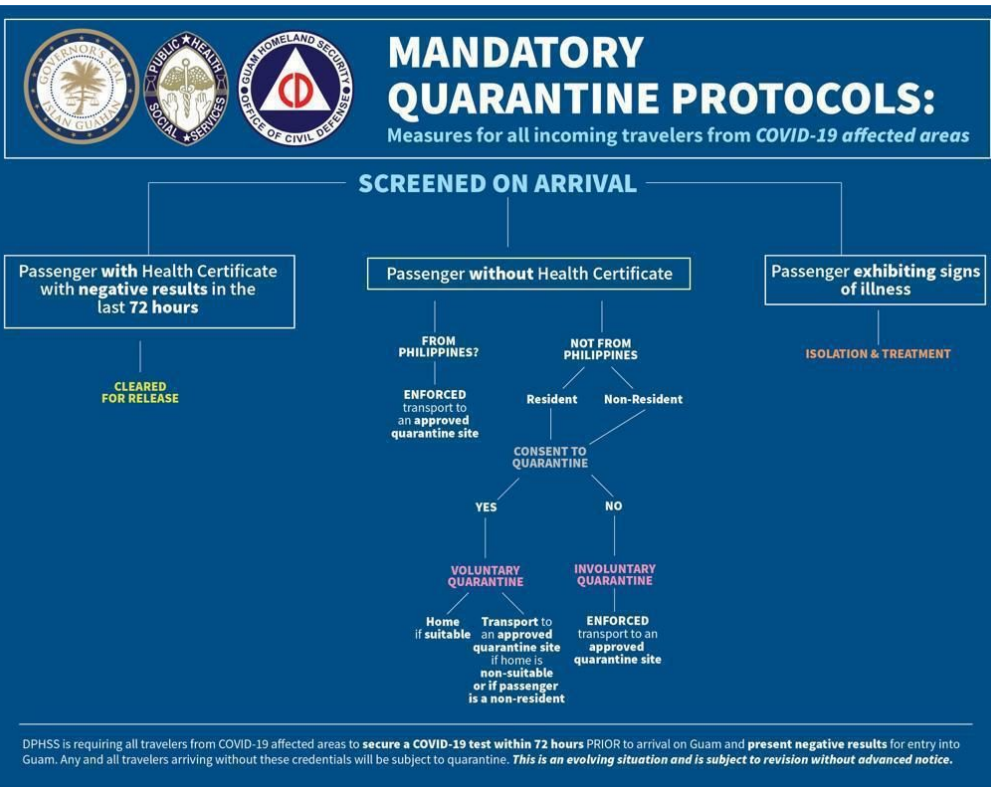 GOVERNOR'S SEAL
ISLAN GUAHAN
PUBLIC HEALTH
SOCIAL SERVICES
GUAM HOMELAND SECURITY
OFFICE OF CIVIL DEFENSE
CD
MANDATORY
QUARANTINE PROTOCOLS:
Measures for all incoming travelers from COVID-19 affected areas
SCREENED ON ARRIVAL
Passenger with Health Certificate
with negative results in the
last 72 hours
CLEARED
FOR RELEASE
Passenger without Health Certificate
FROM
PHILIPPINES?
ENFORCED
transport to
an approved
quarantine site
NOT FROM
PHILIPPINES
Resident
Non-Resident
CONSENT TO
QUARANTINE
YES
NO
VOLUNTARY
QUARANTINE
Home
if suitable
Transport to
an approved
quarantine site
if home is
non-suitable
or if passenger
is a non-resident
INVOLUNTARY
QUARANTINE
ENFORCED
transport to an
approved
quarantine site
Passenger exhibiting signs
of illness
ISOLATION & TREATMENT
DPHSS is requiring all travelers from COVID-19 affected areas to secure a COVID-19 test within 72 hours PRIOR to arrival on Guam and present negative results for entry into
Guam. Any and all travelers arriving without these credentials will be subject to quarantine. This is an evolving situation and is subject to revision without advanced notice.